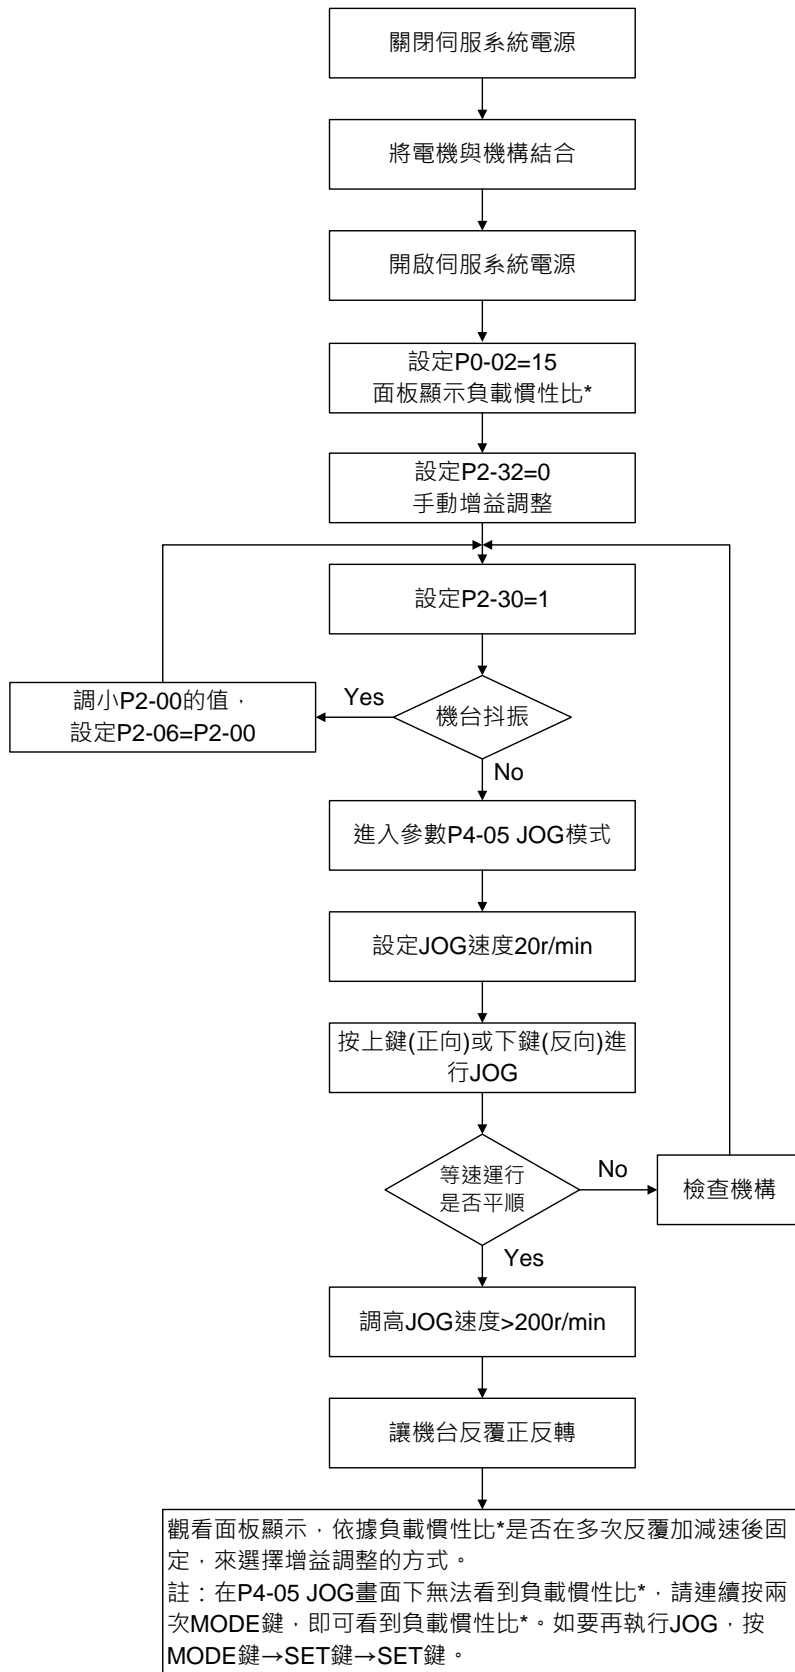 關閉伺服系統電源
將電機與機構結合
開啟伺服系統電源
設定P0-02=15
面板顯示負載慣性比*
設定P2-32=0
手動增益調整
設定P2-30=1
調小P2-00的值，
設定P2-06=P2-00
Yes
機台抖振
No
進入參數P4-05 JOG模式
設定JOG速度20r/min
按上鍵(正向)或下鍵(反向)進
行JOG
等速運行
是否平順
No
檢查機構
Yes
調高JOG速度>200r/min
讓機台反覆正反轉
觀看面板顯示，依據負載慣性比*是否在多次反覆加減速後固
定，來選擇增益調整的方式。
註：在P4-05 JOG畫面下無法看到負載慣性比*，請連續按兩
次MODE鍵，即可看到負載慣性比*。如要再執行JOG，按
MODE鍵→SET鍵→SET鍵。